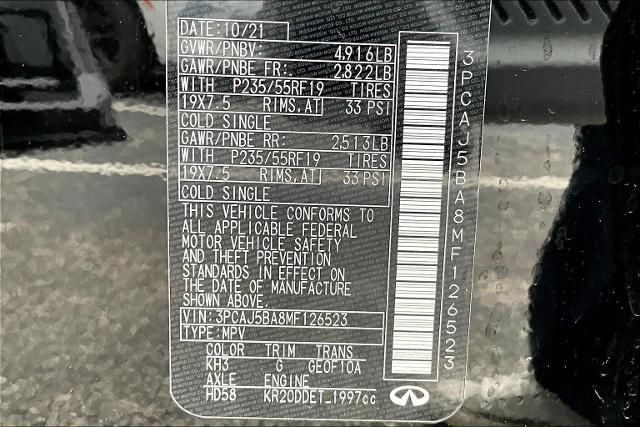 DATE: 10/21
GVWR/PNBV: 4,916LB
GAWR/PNBE FR: 2,822LB
WITH P235/55RF19 TIRES
19X7.5 RIMS,AT 33 PSI
COLD SINGLE
GAWR/PNBE RR: 2,513LB
WITH P235/55RF19 TIRES
19X7.5 RIMS,AT 33 PSI
COLD SINGLE
THIS VEHICLE CONFORMS TO
ALL APPLICABLE FEDERAL
MOTOR VEHICLE SAFETY
AND THEFT PREVENTION
STANDARDS IN EFFECT ON
THE DATE OF MANUFACTURE
SHOWN ABOVE.
VIN:3PCAJ5BA8MF126523
TYPE:MPV
COLOR TRIM TRANS
KH3 G GE0F10A
AXLE ENGINE
HD58 KR20DDET_1997cc
3PCAJ5BA8MF126523